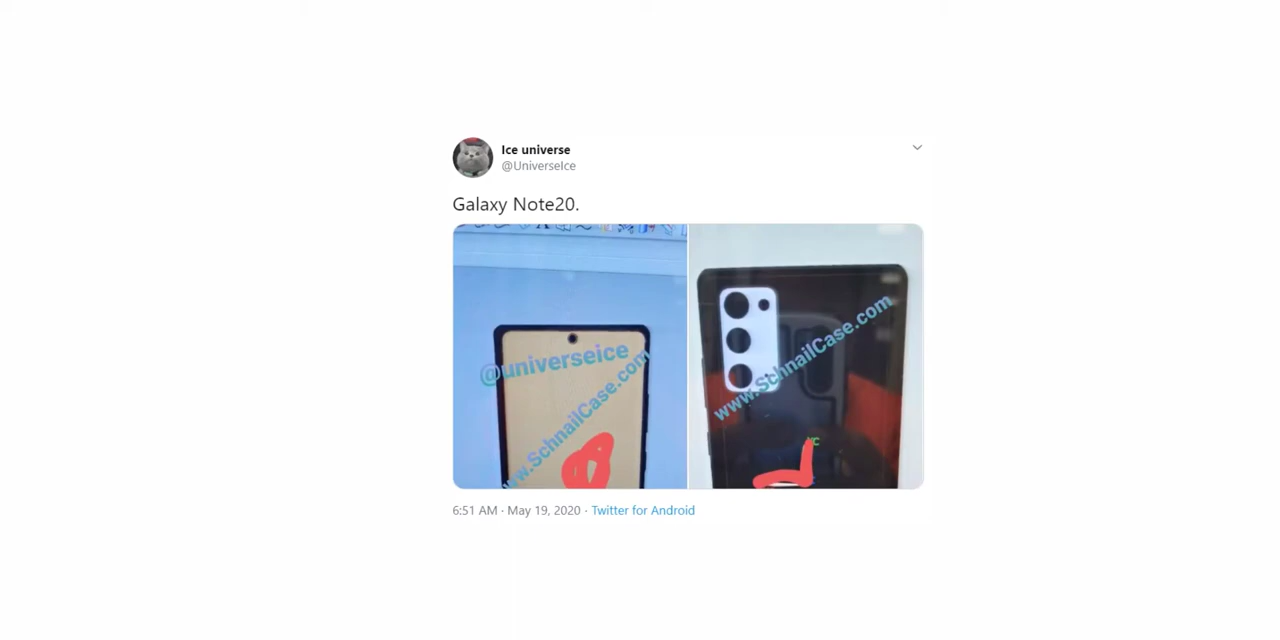 Ice universe
@UniverseIce
Galaxy Note20.
@universeice
www.SchnailCase.com
www.SchnailCase.com
6:51 AM · May 19, 2020 · Twitter for Android